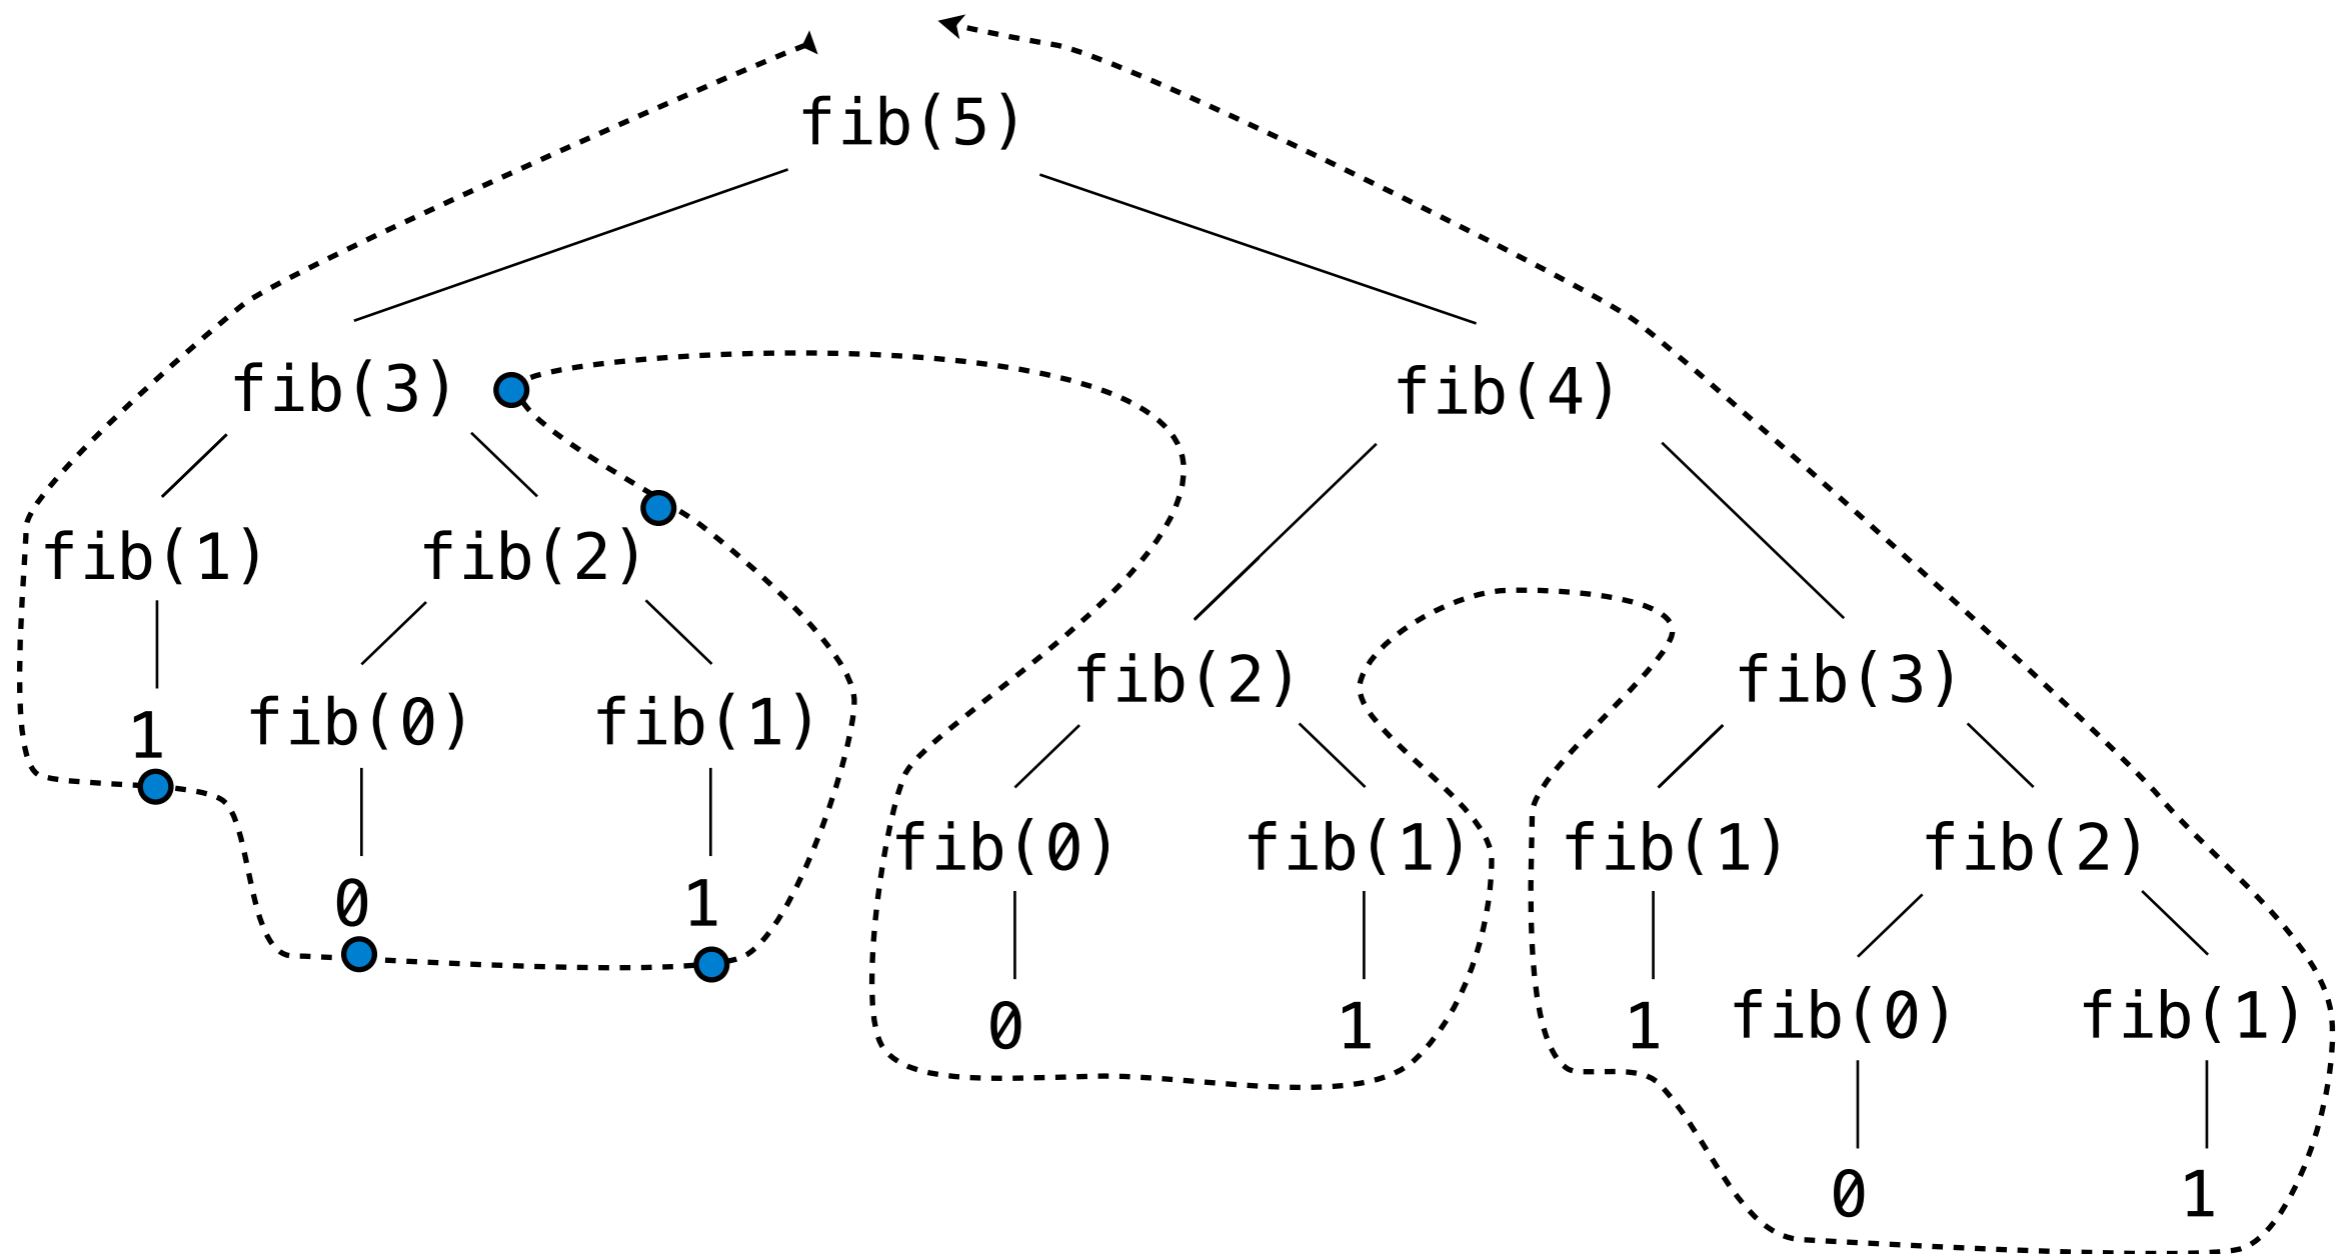 fib(5)
fib(3) fib(4)
fib(1) fib(2)
fib(2) fib(3)
1 fib(0) fib(1)
fib(0) fib(1) fib(1) fib(2)
0 1
0 1 1 fib(0) fib(1)
0 1